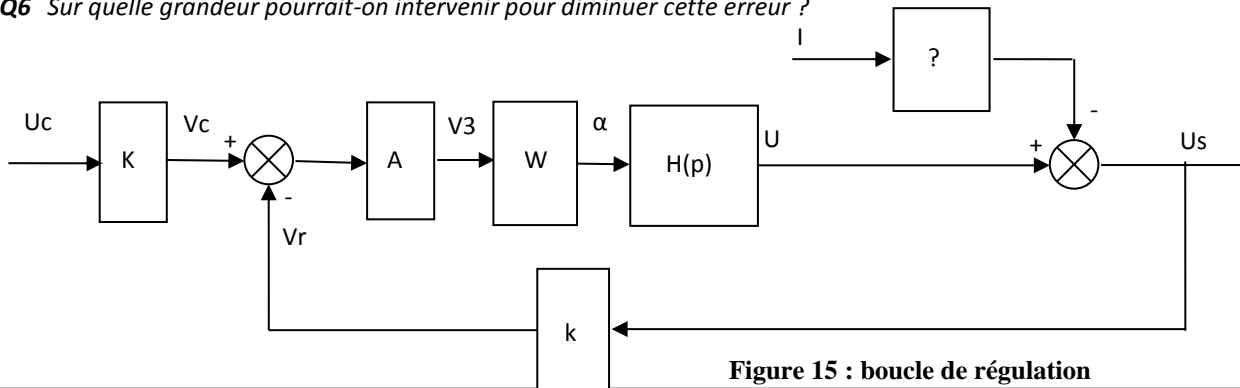 Q6 Sur quelle grandeur pourrait-on intervenir pour diminuer cette erreur ?
I
?
-
Uc
K
Vc
+
-
A
V3
W
α
H(p)
U
+
Us
Vr
k
Figure 15 : boucle de régulation